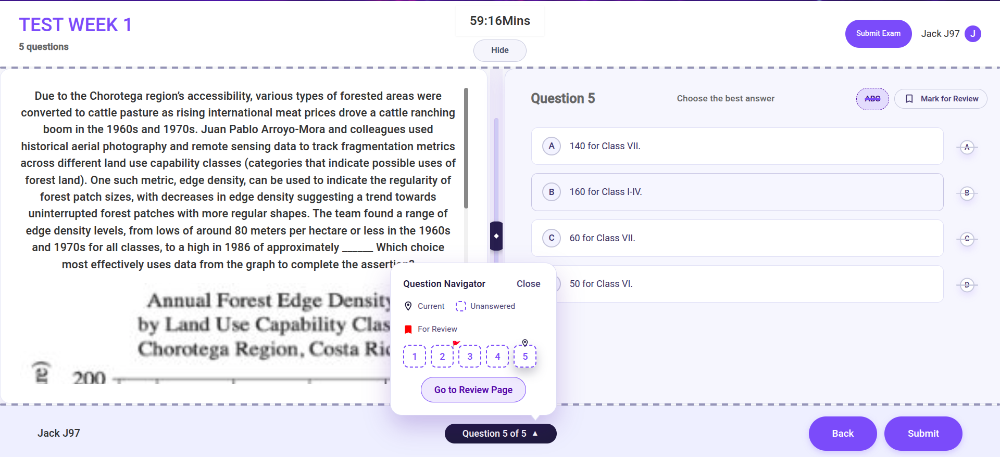 TEST WEEK 1
5 questions
59:16Mins
Hide
Submit Exam
Jack J97
J
Due to the Chorotega region’s accessibility, various types of forested areas were
converted to cattle pasture as rising international meat prices drove a cattle ranching
boom in the 1960s and 1970s. Juan Pablo Arroyo-Mora and colleagues used
historical aerial photography and remote sensing data to track fragmentation metrics
across different land use capability classes (categories that indicate possible uses of
forest land). One such metric, edge density, can be used to indicate the regularity of
forest patch sizes, with decreases in edge density suggesting a trend towards
uninterrupted forest patches with more regular shapes. The team found a range of
edge density levels, from lows of around 80 meters per hectare or less in the 1960s
and 1970s for all classes, to a high in 1986 of approximately ______ Which choice
most effectively uses data from the graph to complete the assertion?
Annual Forest Edge Density
by Land Use Capability Clas
Chorotega Region, Costa Ric
200
Question 5
Choose the best answer
ABC
Mark for Review
A
140 for Class VII.
A
B
160 for Class I-IV.
B
C
60 for Class VII.
C
50 for Class VI.
D
Question Navigator
Close
Current
Unanswered
For Review
1
2
3
4
5
Go to Review Page
Jack J97
Question 5 of 5
Back
Submit